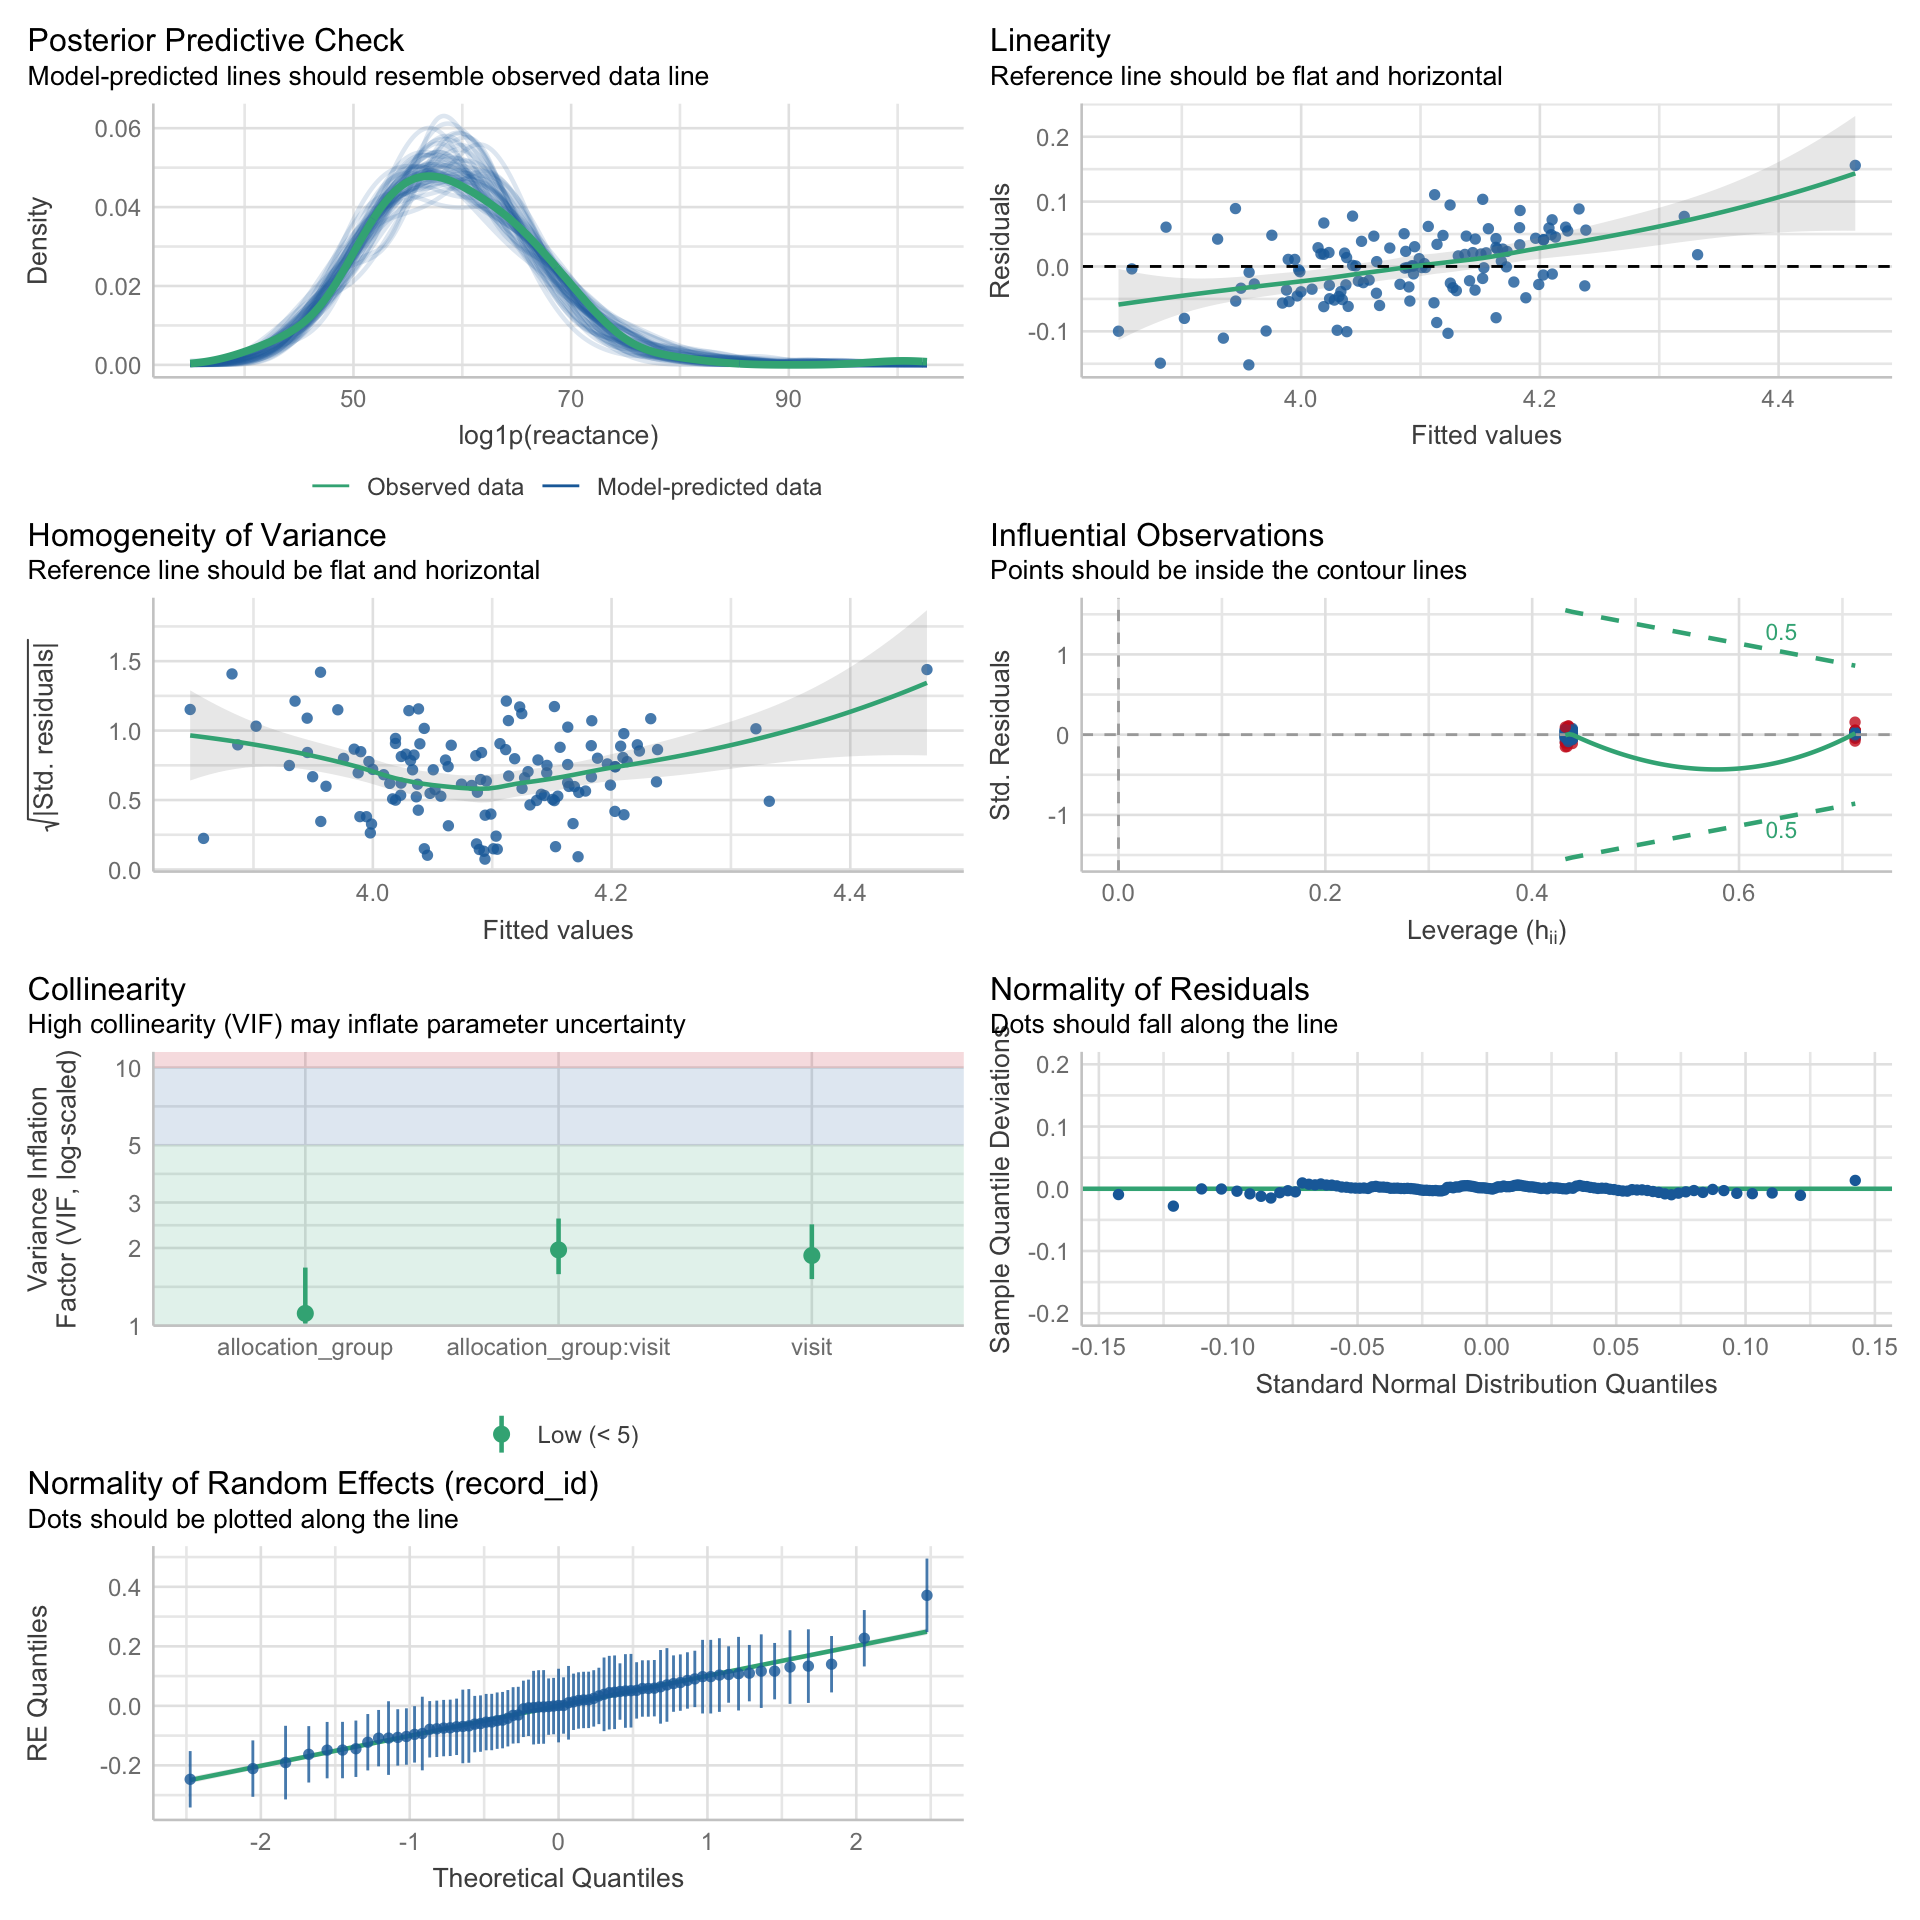 Posterior Predictive Check
Model-predicted lines should resemble observed data line
Density
0.06
0.04
0.02
0.00
50 70 90
log1p(reactance)
Observed data Model-predicted data
Linearity
Reference line should be flat and horizontal
Residuals
0.2
0.1
0.0
-0.1
4.0 4.2 4.4
Fitted values
Homogeneity of Variance
Reference line should be flat and horizontal
√|Std. residuals|
1.5
1.0
0.5
0.0
4.0 4.2 4.4
Fitted values
Influential Observations
Points should be inside the contour lines
Std. Residuals
1
0
-1
0.5
0.5
0.0 0.2 0.4 0.6
Leverage (hii)
Collinearity
High collinearity (VIF) may inflate parameter uncertainty
Variance Inflation
Factor (VIF, log-scaled)
10
5
3
2
1
allocation_group allocation_group:visit visit
Low (< 5)
Normality of Residuals
Dots should fall along the line
Sample Quantile Deviations
0.2
0.1
0.0
-0.1
-0.2
-0.15 -0.10 -0.05 0.00 0.05 0.10 0.15
Standard Normal Distribution Quantiles
Normality of Random Effects (record_id)
Dots should be plotted along the line
RE Quantiles
0.4
0.2
0.0
-0.2
-2 -1 0 1 2
Theoretical Quantiles